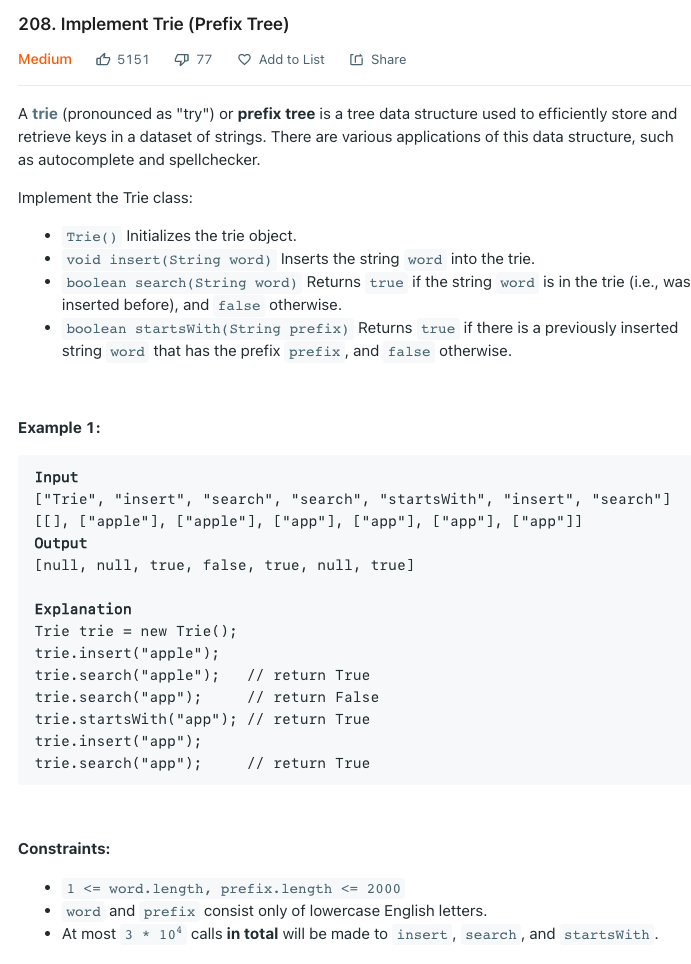 208. Implement Trie (Prefix Tree)
Medium 5151 77 Add to List Share
A trie (pronounced as "try") or prefix tree is a tree data structure used to efficiently store and
retrieve keys in a dataset of strings. There are various applications of this data structure, such
as autocomplete and spellchecker.
Implement the Trie class:
• Trie() Initializes the trie object.
• void insert(String word) Inserts the string word into the trie.
• boolean search(String word) Returns true if the string word is in the trie (i.e., was
inserted before), and false otherwise.
• boolean startsWith(String prefix) Returns true if there is a previously inserted
string word that has the prefix prefix , and false otherwise.
Example 1:
Input
["Trie", "insert", "search", "search", "startsWith", "insert", "search"]
[[], ["apple"], ["apple"], ["app"], ["app"], ["app"], ["app"]]
Output
[null, null, true, false, true, null, true]
Explanation
Trie trie = new Trie();
trie.insert("apple");
trie.search("apple");   // return True
trie.search("app");     // return False
trie.startsWith("app"); // return True
trie.insert("app");
trie.search("app");     // return True
Constraints:
• 1 <= word.length, prefix.length <= 2000
• word and prefix consist only of lowercase English letters.
• At most 3 * 10⁴ calls in total will be made to insert , search , and startsWith .